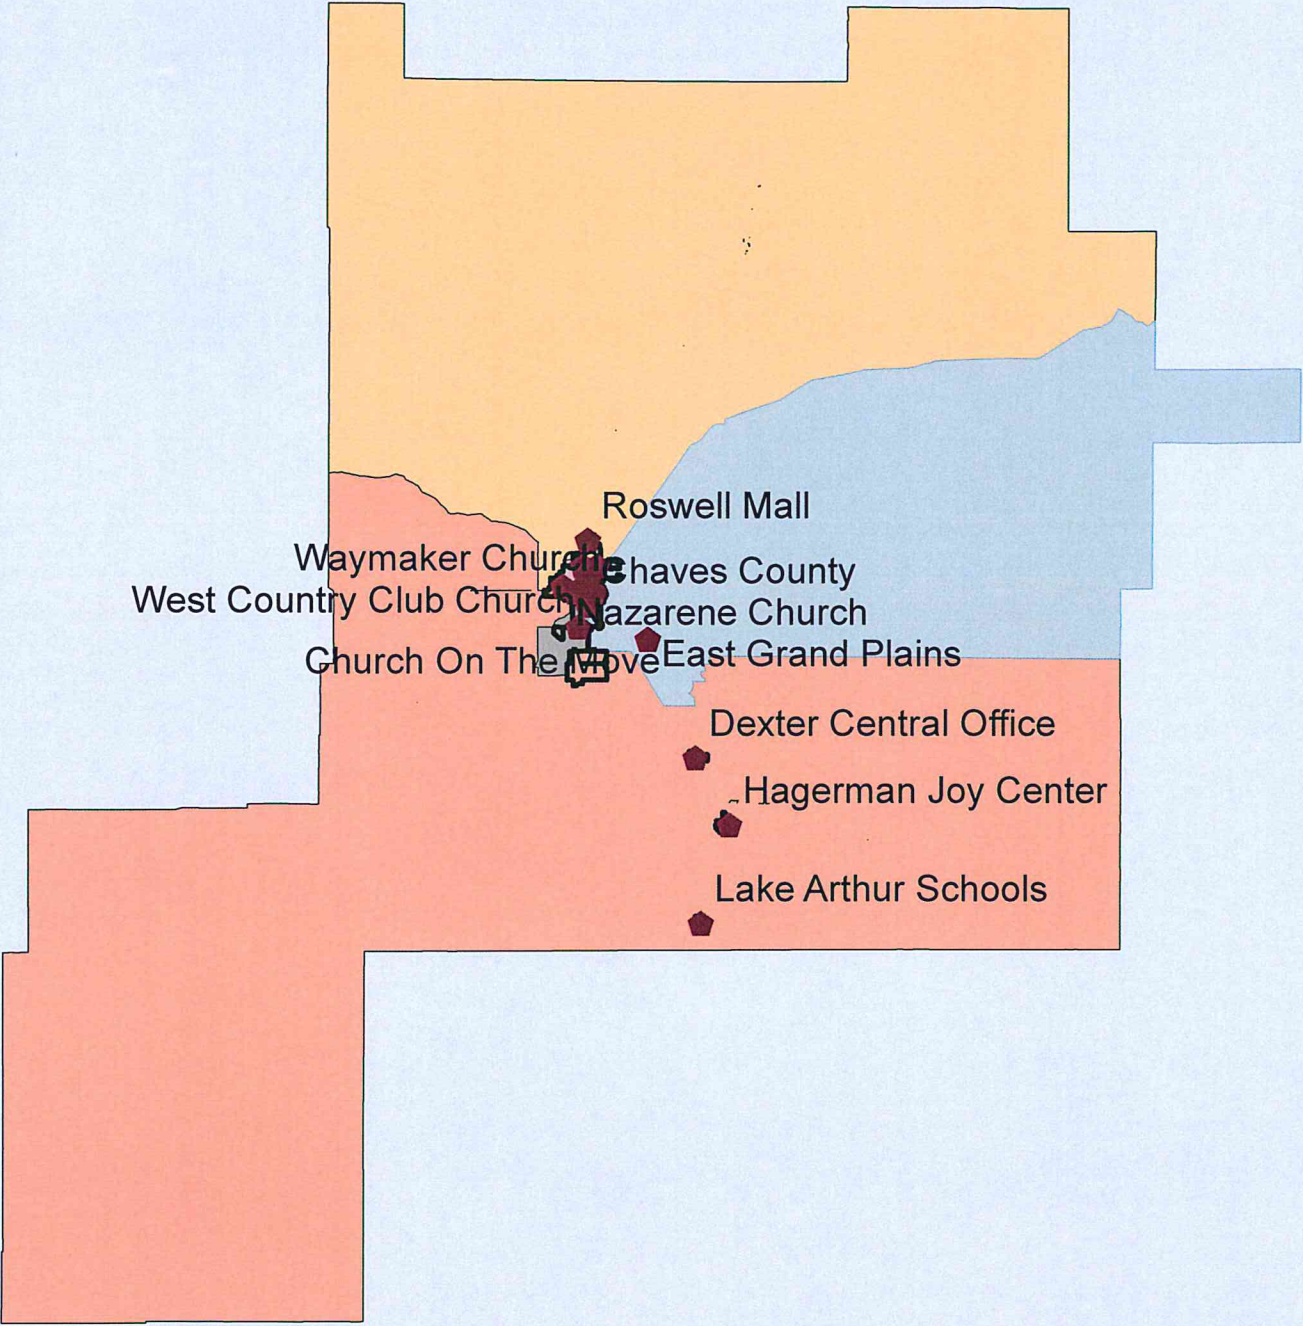 Roswell Mall
Waymaker Church
Chaves County
West Country Club Church
Nazarene Church
East Grand Plains
Church On The Move
Dexter Central Office
Hagerman Joy Center
Lake Arthur Schools